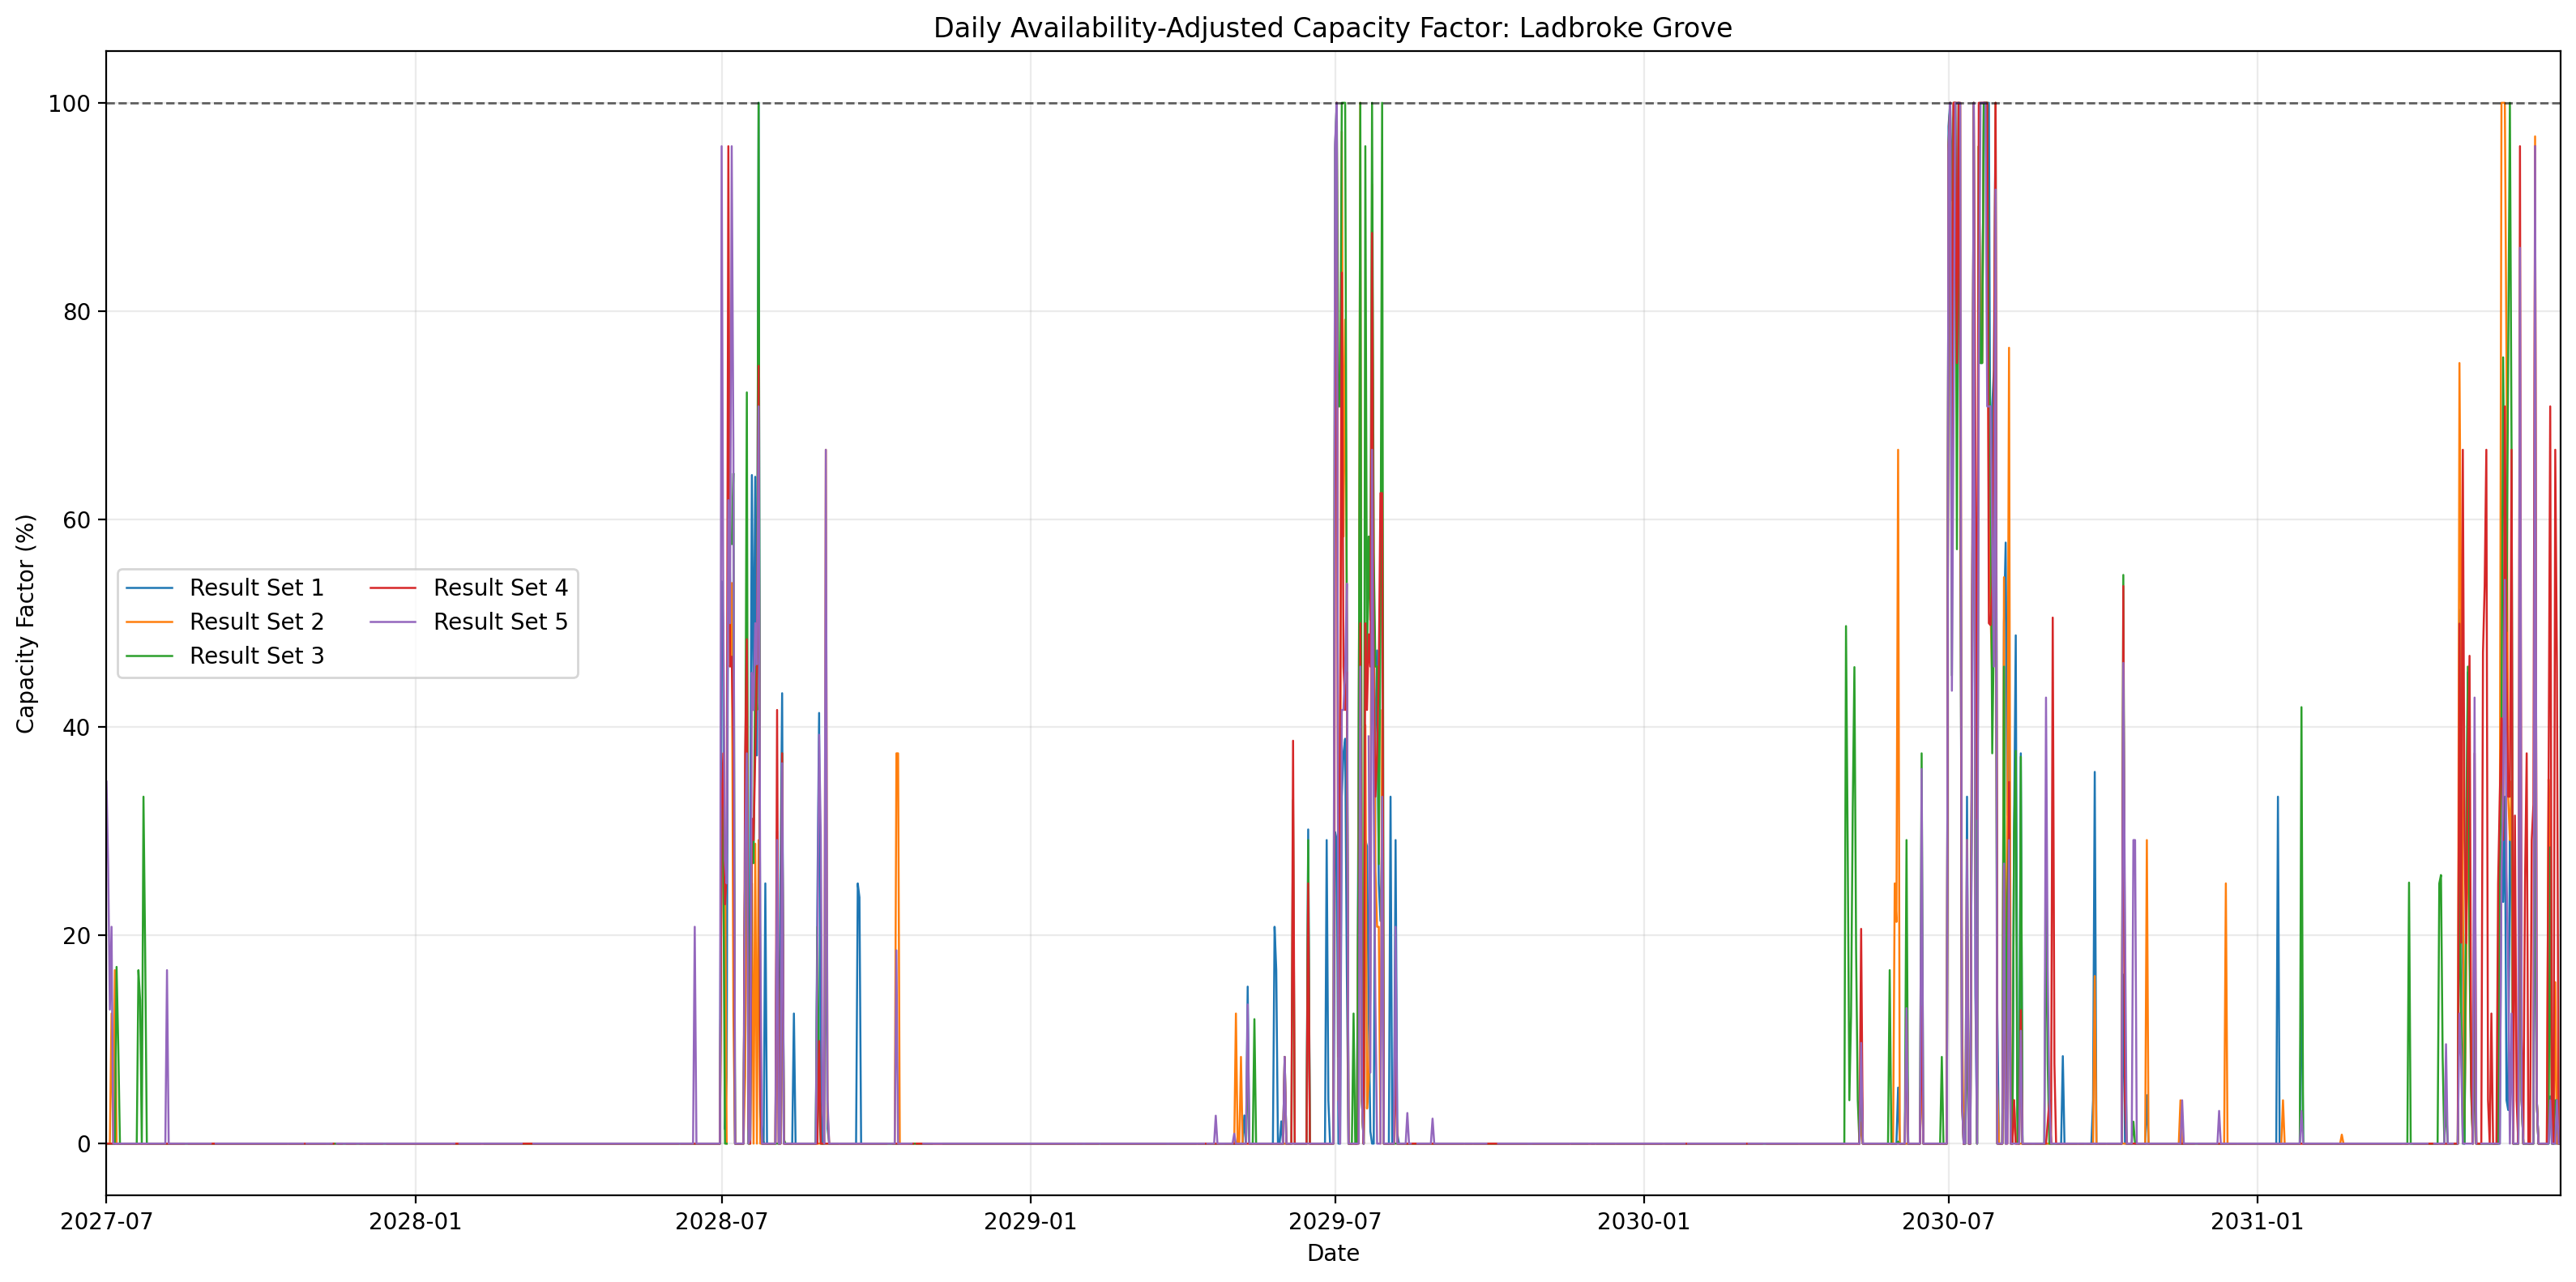 Daily Availability-Adjusted Capacity Factor: Ladbroke Grove
100
80
60
40
20
0
Capacity Factor (%)
Result Set 1
Result Set 2
Result Set 3
Result Set 4
Result Set 5
2027-07
2028-01
2028-07
2029-01
2029-07
2030-01
2030-07
2031-01
Date